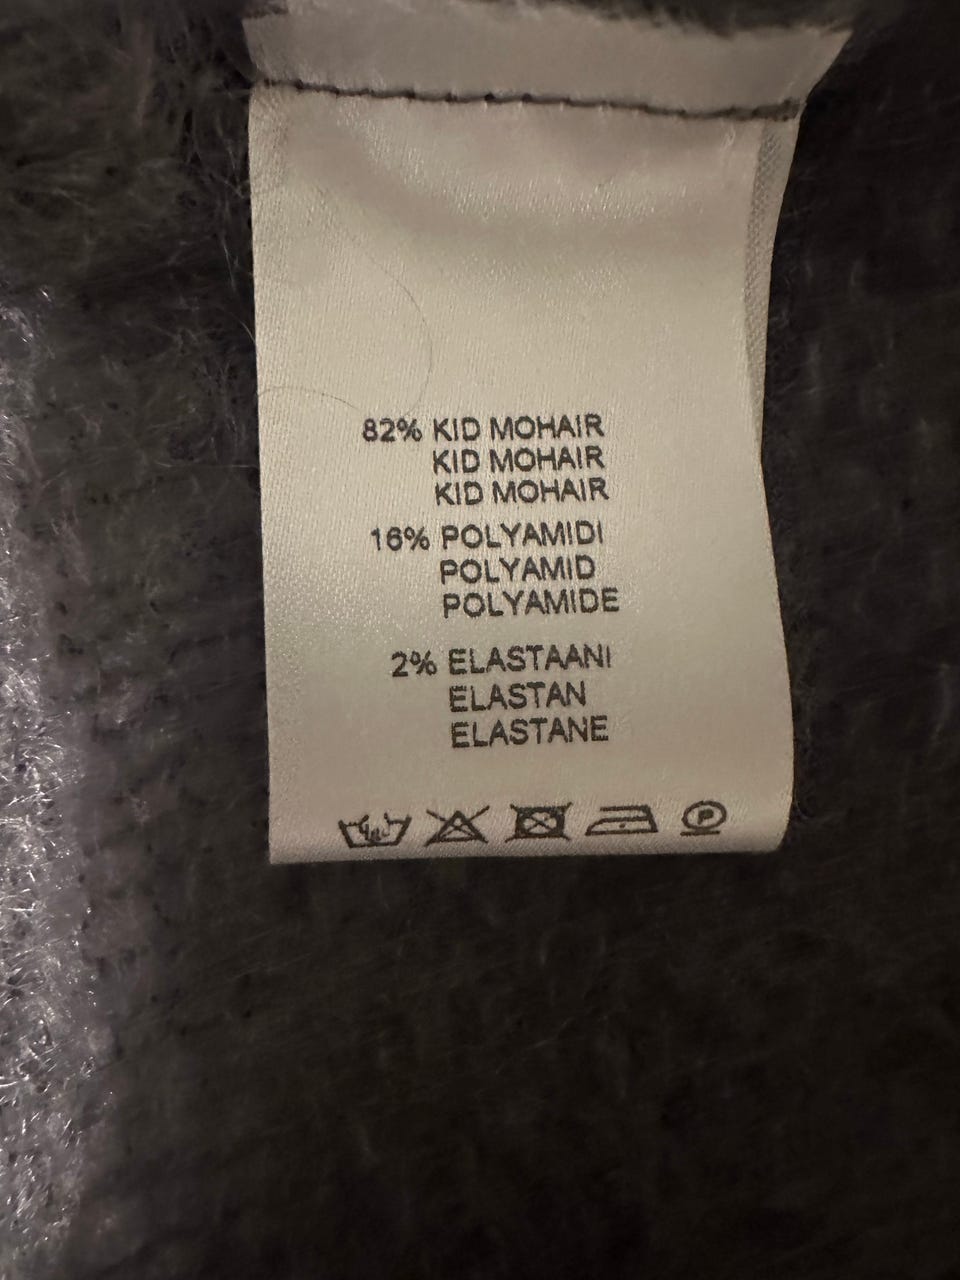 82% KID MOHAIR
KID MOHAIR
KID MOHAIR
16% POLYAMIDI
POLYAMID
POLYAMIDE
2% ELASTAANI
ELASTAN
ELASTANE
P